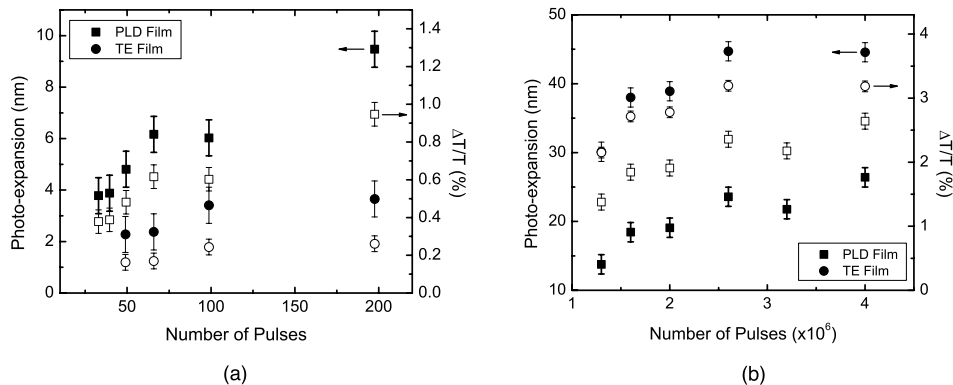 10
8
6
4
2
0
Photo-expansion (nm)
PLD Film
TE Film
1.4
1.2
1.0
0.8
0.6
0.4
0.2
0.0
ΔT/T (%)
50
100
150
200
Number of Pulses
(a)
50
40
30
20
10
Photo-expansion (nm)
4
3
2
1
0
ΔT/T (%)
PLD Film
TE Film
1
2
3
4
Number of Pulses (x10⁶)
(b)